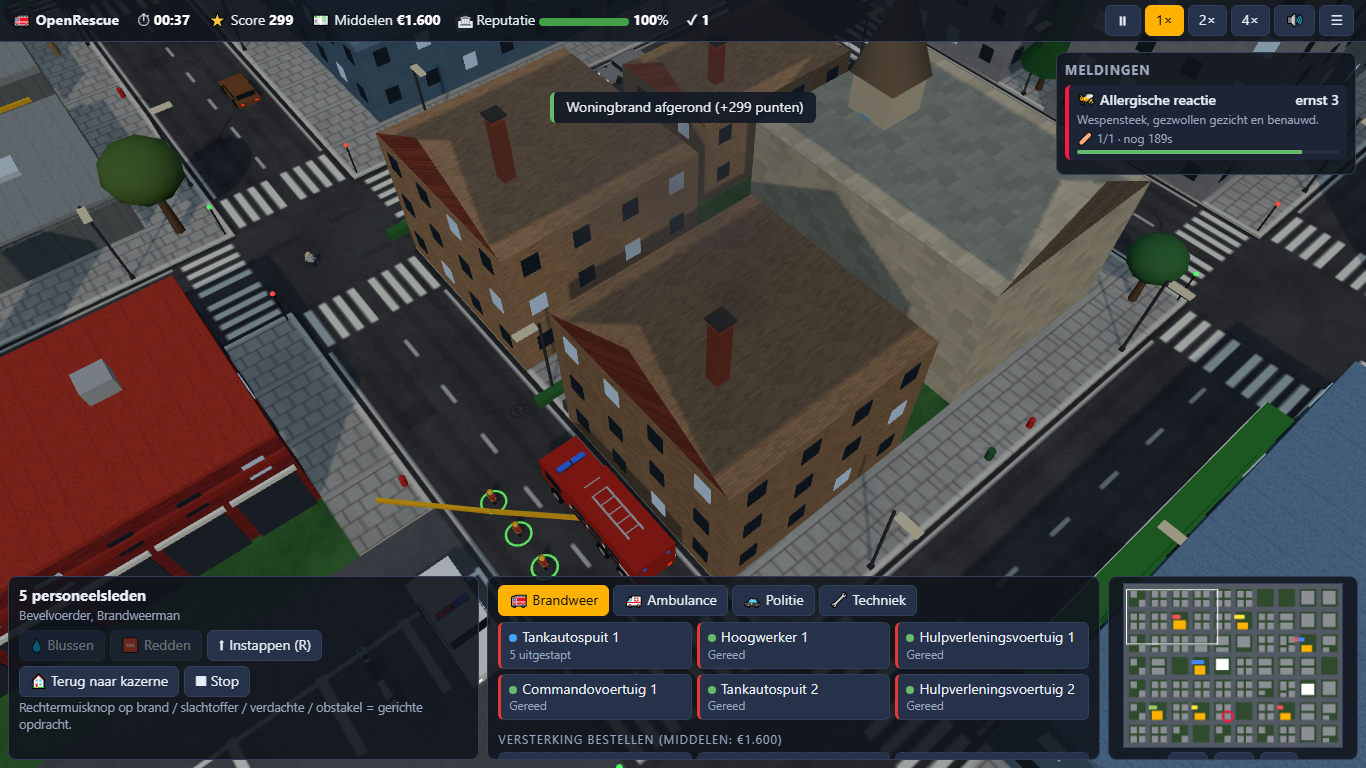 OpenRescue 00:37 Score 299 Middelen €1.600 Reputatie 100% ✓ 1
1× 2× 4×
MELDINGEN
Allergische reactie ernst 3
Wespensteek, gezwollen gezicht en benauwd.
1/1 · nog 189s
Woningbrand afgerond (+299 punten)
5 personeelsleden
Bevelvoerder, Brandweerman
Blussen Redden Instappen (R)
Terug naar kazerne Stop
Rechtermuisknop op brand / slachtoffer / verdachte / obstakel = gerichte
opdracht.
Brandweer Ambulance Politie Techniek
Tankautospuit 1
5 uitgestapt
Hoogwerker 1
Gereed
Hulpverleningsvoertuig 1
Gereed
Commandovoertuig 1
Gereed
Tankautospuit 2
Gereed
Hulpverleningsvoertuig 2
Gereed
VERSTERKING BESTELLEN (MIDDELEN: €1.600)